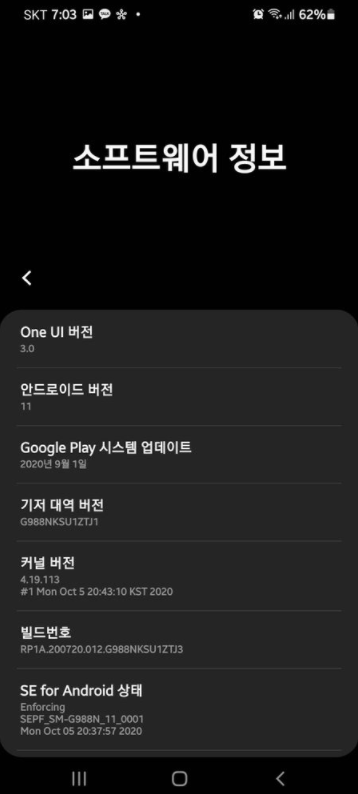 SKT 7:03 62%
소프트웨어 정보
One UI 버전
3.0
안드로이드 버전
11
Google Play 시스템 업데이트
2020년 9월 1일
기저 대역 버전
G988NKSU1ZTJ1
커널 버전
4.19.113
#1 Mon Oct 5 20:43:10 KST 2020
빌드번호
RP1A.200720.012.G988NKSU1ZTJ3
SE for Android 상태
Enforcing
SEPF_SM-G988N_11_0001
Mon Oct 05 20:37:57 2020